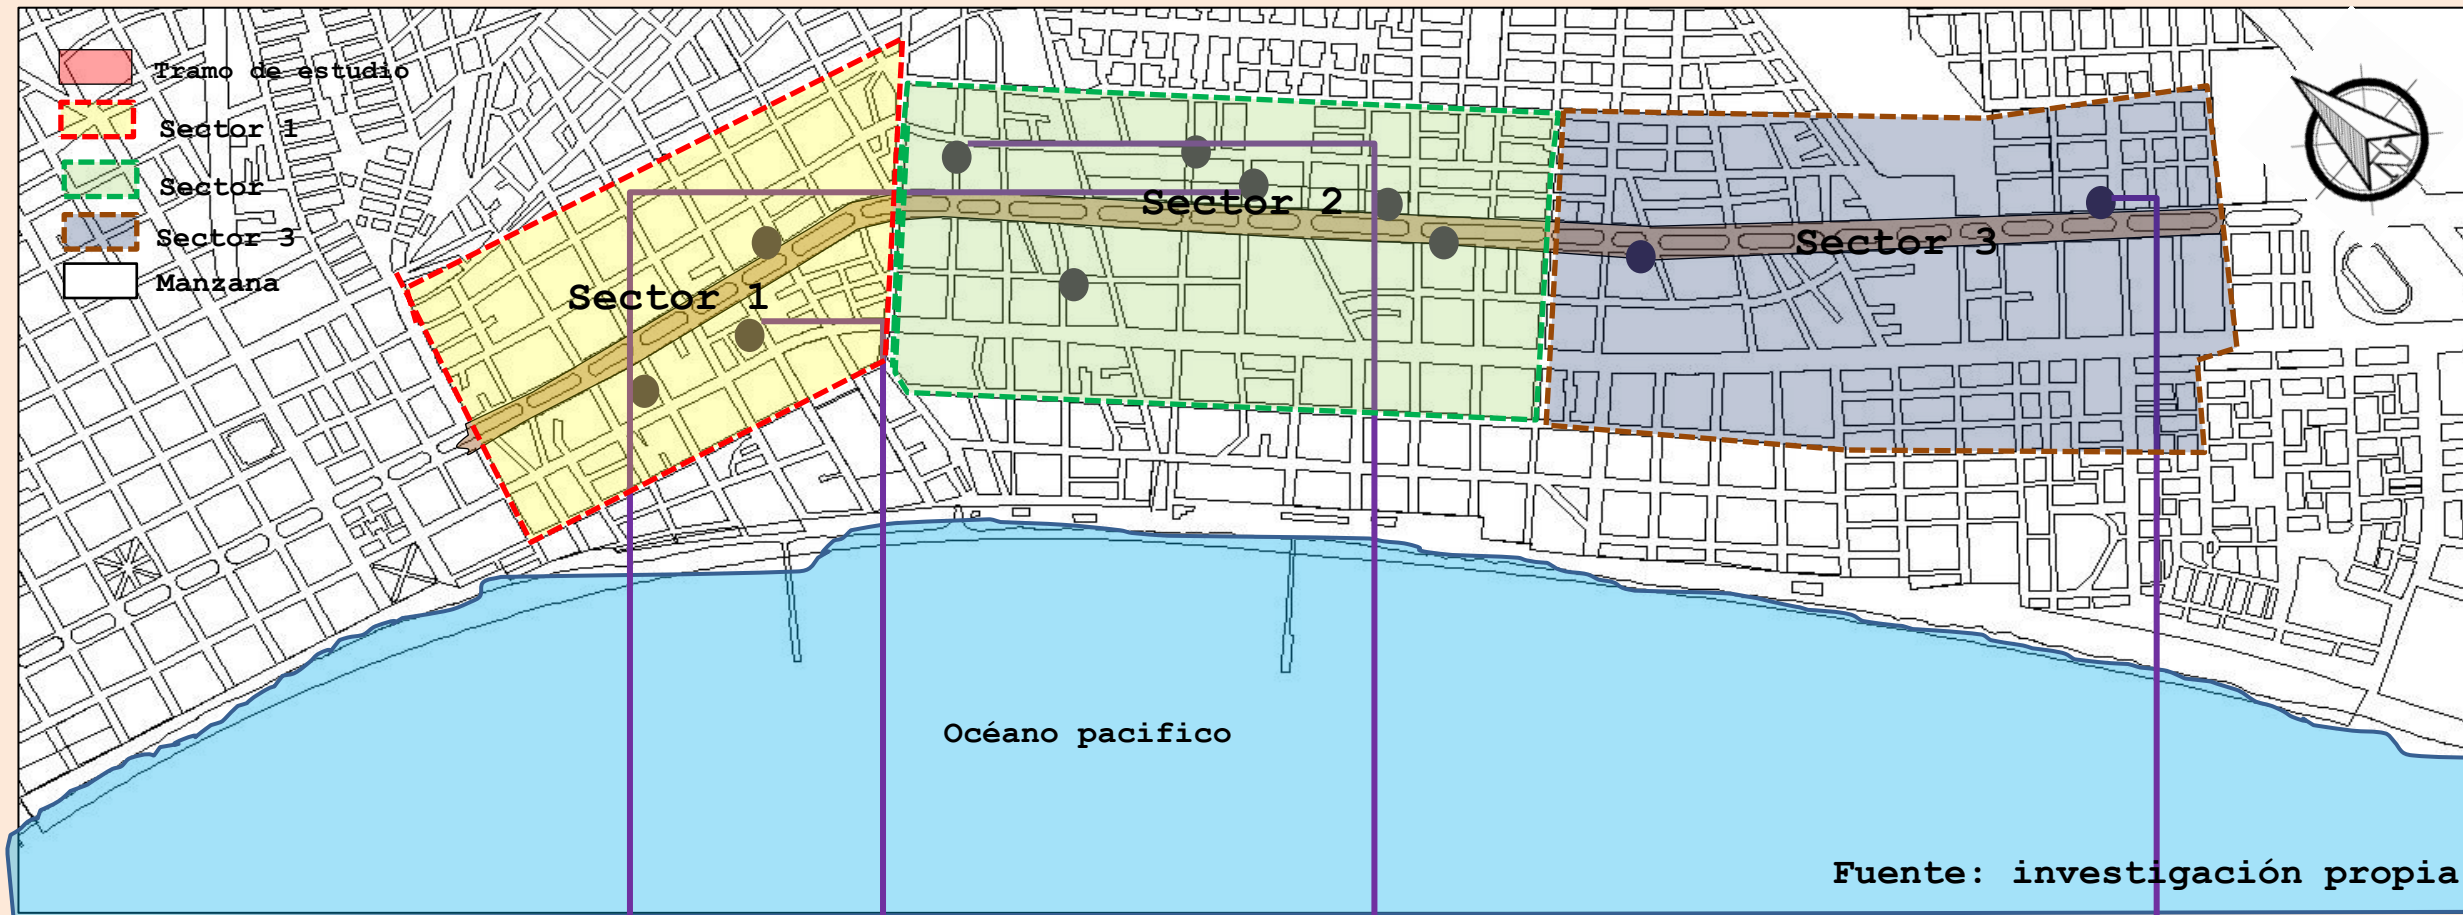 Tramo de estudio
Sector 1
Sector
Sector 3
Manzana
Sector 1
Sector 2
Sector 3
Océano pacifico
Fuente: investigación propia